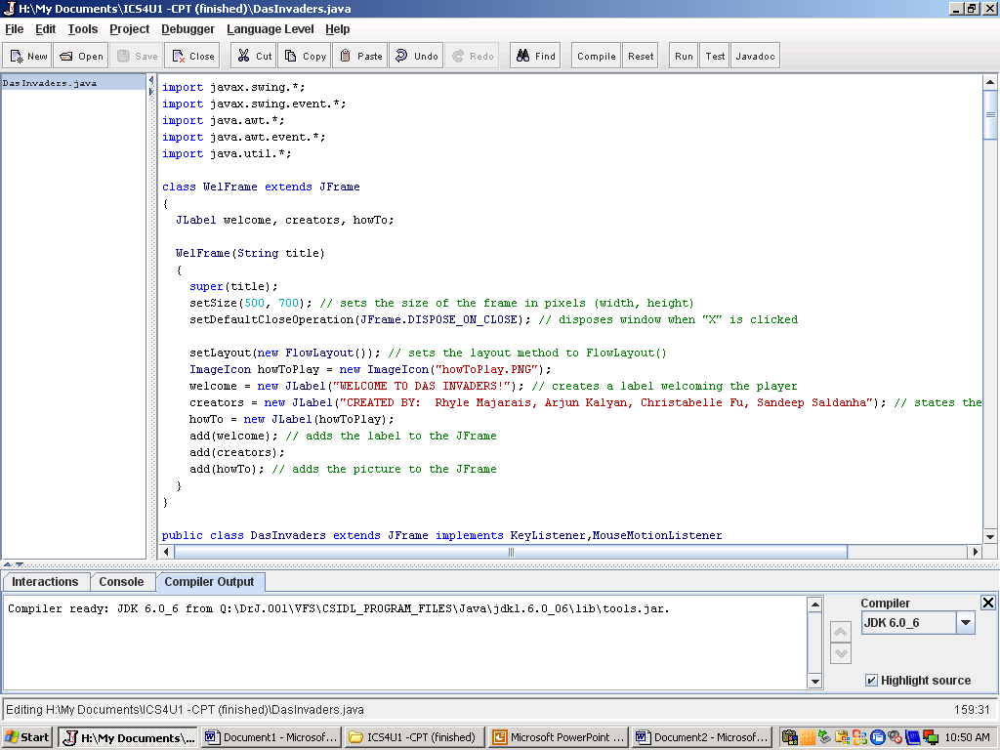 H:\My Documents\ICS4U1 -CPT (finished)\DasInvaders.java
File Edit Tools Project Debugger Language Level Help
New Open Save Close Cut Copy Paste Undo Redo Find Compile Reset Run Test Javadoc
DasInvaders.java
import javax.swing.*;
import javax.swing.event.*;
import java.awt.*;
import java.awt.event.*;
import java.util.*;
class WelFrame extends JFrame
{
JLabel welcome, creators, howTo;
WelFrame(String title)
{
super(title);
setSize(500, 700); // sets the size of the frame in pixels (width, height)
setDefaultCloseOperation(JFrame.DISPOSE_ON_CLOSE); // disposes window when "X" is clicked
setLayout(new FlowLayout()); // sets the layout method to FlowLayout()
ImageIcon howToPlay = new ImageIcon("howToPlay.PNG");
welcome = new JLabel("WELCOME TO DAS INVADERS!"); // creates a label welcoming the player
creators = new JLabel("CREATED BY:  Rhyle Majarais, Arjun Kalyan, Christabelle Fu, Sandeep Saldanha"); // states the
howTo = new JLabel(howToPlay);
add(welcome); // adds the label to the JFrame
add(creators);
add(howTo); // adds the picture to the JFrame
}
}
public class DasInvaders extends JFrame implements KeyListener,MouseMotionListener
Interactions Console Compiler Output
Compiler ready: JDK 6.0_6 from Q:\DrJ.001\VFS\CSIDL_PROGRAM_FILES\Java\jdk1.6.0_06\lib\tools.jar.
Compiler
JDK 6.0_6
Highlight source
Editing H:\My Documents\ICS4U1 -CPT (finished)\DasInvaders.java 159:31
Start H:\My Documents\... Document1 - Microsof... ICS4U1 -CPT (finished) Microsoft PowerPoint ... Document2 - Microsof... 10:50 AM